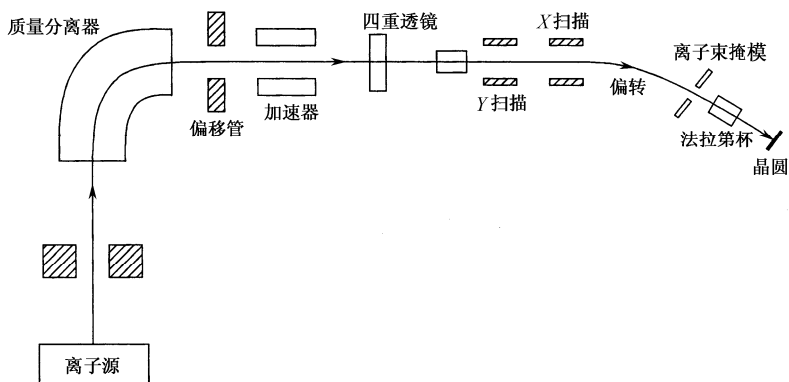 质量分离器
四重透镜
X扫描
离子束掩模
偏移管
加速器
Y扫描
偏转
法拉第杯
晶圆
离子源